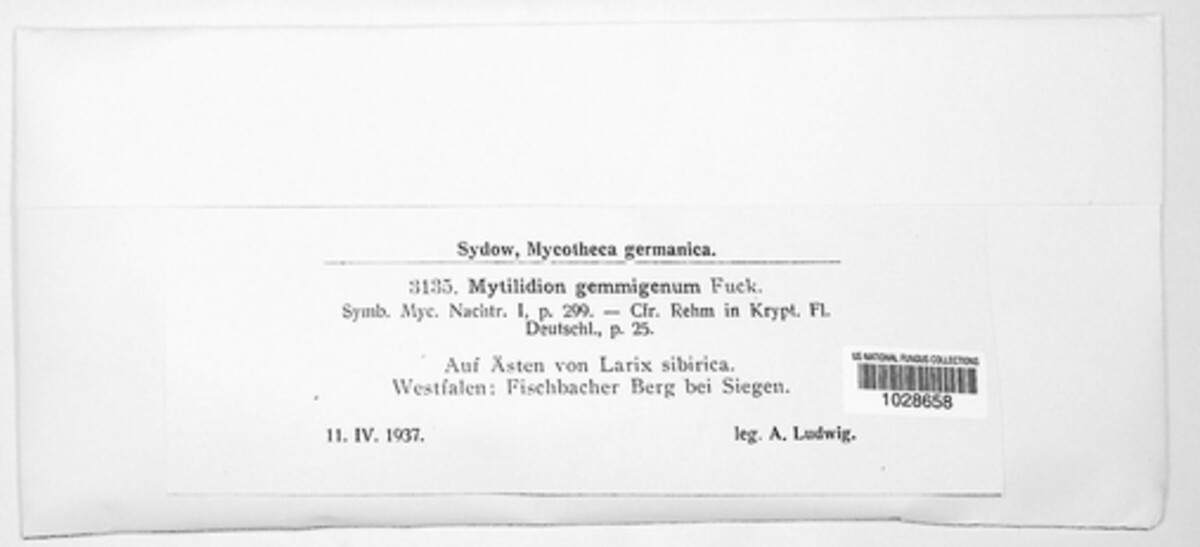 Sydow, Mycotheca germanica.
3135. Mytilidion gemmigenum Fuck.
Symb. Myc. Nachtr. I, p. 299. — Cfr. Rehm in Krypt. Fl.
Deutschl., p. 25.
Auf Ästen von Larix sibirica.
Westfalen: Fischbacher Berg bei Siegen.
US NATIONAL FUNGUS COLLECTIONS
1028658
11. IV. 1937. leg. A. Ludwig.